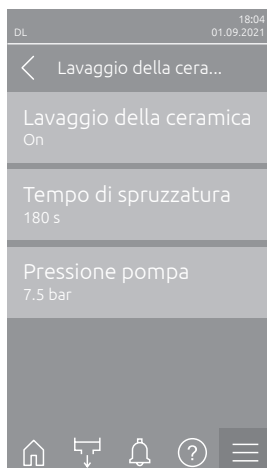 18:04
DL 01.09.2021
Lavaggio della cera...
Lavaggio della ceramica
On
Tempo di spruzzatura
180 s
Pressione pompa
7.5 bar
?